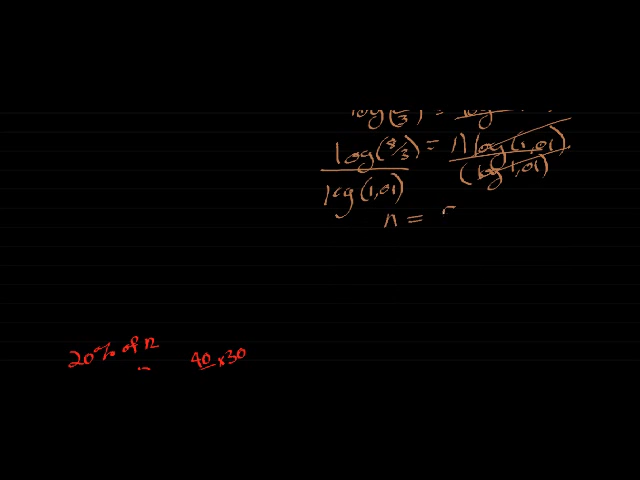 log(8/3) = n log(1,01)
log(1,01) (log 1,01)
n =
20% of n
40 x 30